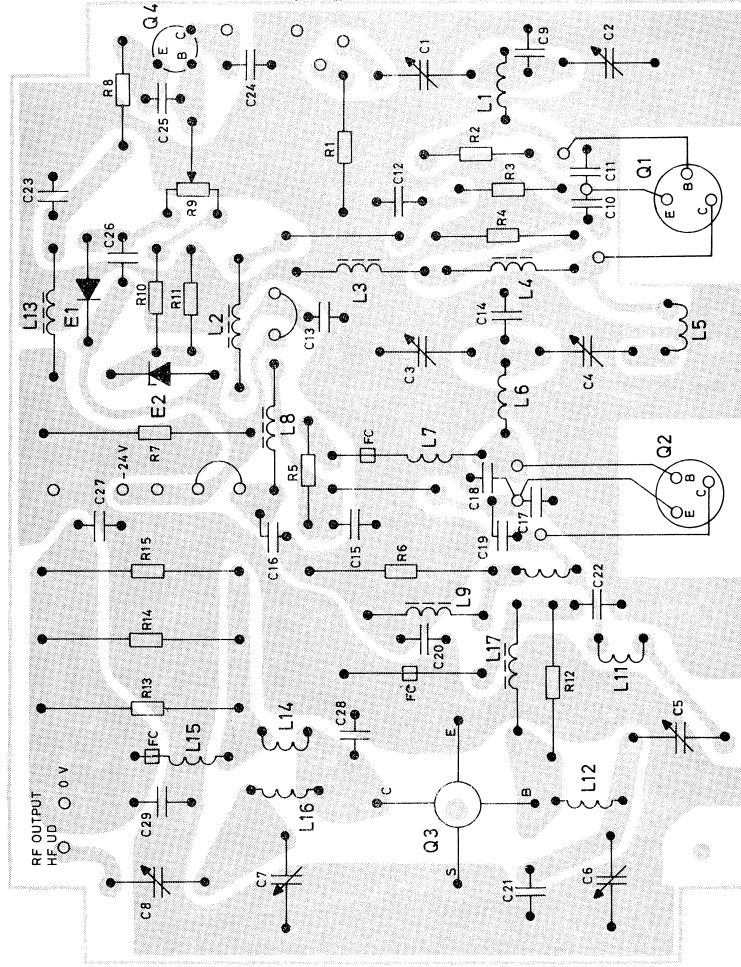 Q4
E
C
B
R8
C25
C24
C1
C9
C2
L1
R1
R2
C23
R9
C12
R3
C11
Q1
B
E
C
C10
R4
L13
E1
C26
R10
R11
L2
L3
L4
C13
C14
L5
E2
C3
C4
R7
L8
L6
-24V
R5
FC
L7
C18
Q2
B
E
C
C27
C16
C15
C17
C19
R15
R6
R14
L9
C20
C22
L17
R12
L11
R13
FC
FC
L15
L14
C28
E
C5
0 V
RF OUTPUT
HF UD
C29
L16
C
Q3
B
L12
C8
C7
S
C21
C6